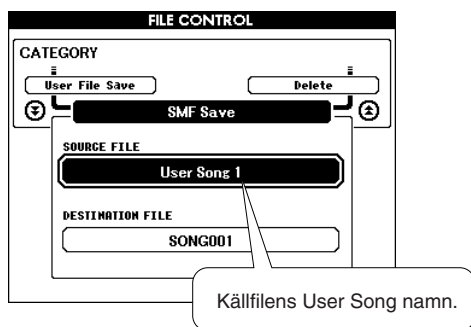 FILE CONTROL
CATEGORY
User File Save
Delete
SMF Save
SOURCE FILE
User Song 1
DESTINATION FILE
SONG001
Källfilens User Song namn.